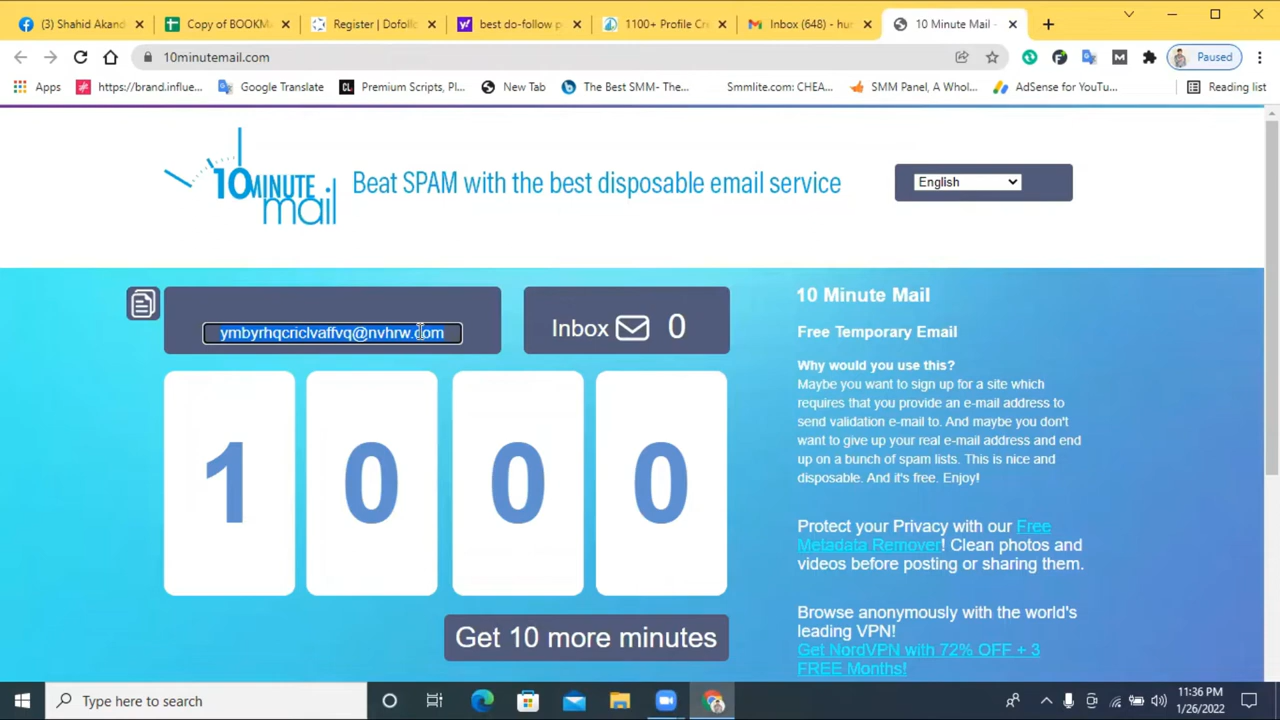 (3) Shahid Akand
Copy of BOOKM
Register | Dofollow
best do-follow p
1100+ Profile Cre
Inbox (648) - hur
10 Minute Mail -
10minutemail.com
Paused
Apps
https://brand.influe...
Google Translate
Premium Scripts, Pl...
New Tab
The Best SMM- The...
Smmlite.com: CHEA...
SMM Panel, A Whol...
AdSense for YouTu...
Reading list
10MINUTE
mail
Beat SPAM with the best disposable email service
English
ymbyrhqcriclvaffvq@nvhrw.com
Inbox 0
1 0 0 0
Get 10 more minutes
10 Minute Mail
Free Temporary Email
Why would you use this?
Maybe you want to sign up for a site which
requires that you provide an e-mail address to
send validation e-mail to. And maybe you don't
want to give up your real e-mail address and end
up on a bunch of spam lists. This is nice and
disposable. And it's free. Enjoy!
Protect your Privacy with our Free
Metadata Remover! Clean photos and
videos before posting or sharing them.
Browse anonymously with the world's
leading VPN!
Get NordVPN with 72% OFF + 3
FREE Months!
Type here to search
11:36 PM
1/26/2022